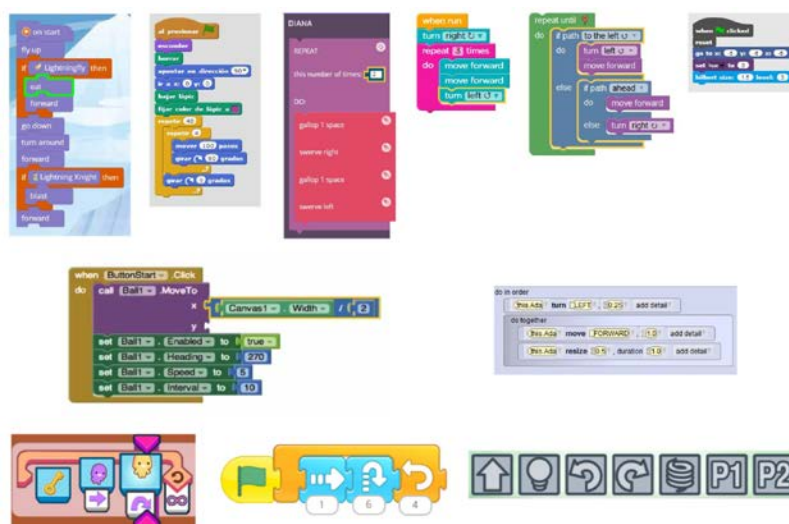 on start
fly up
if Lightningfly then
eat
forward
go down
turn around
forward
if Lightning Knight then
blast
forward
al presionar
esconder
borrar
apuntar en dirección 90
ir a x: 0 y: 0
bajar lápiz
fijar color de lápiz a
repetir 40
repetir 4
mover 100 pasos
girar 90 grados
girar grados
DIANA
REPEAT
this number of times: 2
DO:
gallop 1 space
swerve right
gallop 1 space
swerve left
when run
turn right
repeat 3 times
do move forward
move forward
turn left
repeat until
do if path to the left
do turn left
move forward
else if path ahead
do move forward
else turn right
when clicked
reset
go to x: y: z:
set to
size:
when ButtonStart .Click
do call Ball1 .MoveTo
x Canvas1 . Width / 2
y
set Ball1 . Enabled to true
set Ball1 . Heading to 270
set Ball1 . Speed to 5
set Ball1 . Interval to 10
do in order
this Ada turn LEFT , 0.25 add detail
do together
this Ada move FORWARD , 1.0 add detail
this Ada resize 0.5 , duration 1.0 add detail
1 6 4
P1 P2